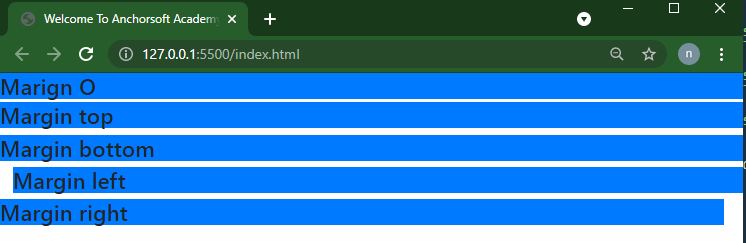 Welcome To Anchorsoft Academy
127.0.0.1:5500/index.html
n
Marign O
Margin top
Margin bottom
Margin left
Margin right